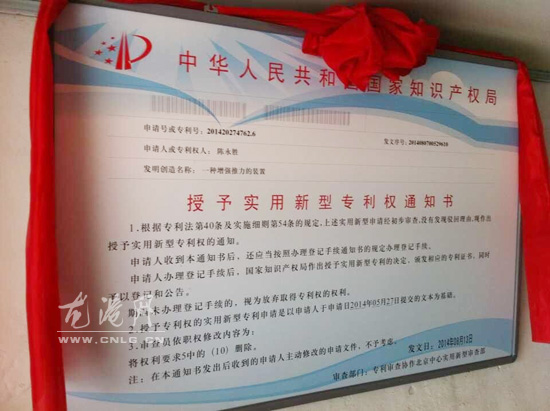 中华人民共和国国家知识产权局
申请号或专利号：201420274762.6
发文序号：2014080700529610
申请人或专利权人：陈永胜
发明创造名称：一种增强推力的装置
授予实用新型专利权通知书
1.根据专利法第40条及实施细则第54条的规定，上述实用新型申请经初步审查，没有发现驳回理由，现作出
授予实用新型专利权的通知。
申请人收到本通知书后，还应当按照办理登记手续通知书的规定办理登记手续。
申请人办理登记手续后，国家知识产权局作出授予实用新型专利的决定、颁发相应的专利证书，同时
予以登记和公告。
期满未办理登记手续的，视为放弃取得专利权的权利。
2.授予专利权的实用新型专利申请是以申请人于申请日2014年05月27日提交的文本为基础。
3.审查员依职权修改内容为：
将权利要求5中的（10）删除。
注：在本通知书发出后收到的申请人主动修改的申请文件，不予考虑。
发文日：2014年08月13日
审查部门：专利审查协作北京中心实用新型审查部
龙港网
www.CNLG.CN